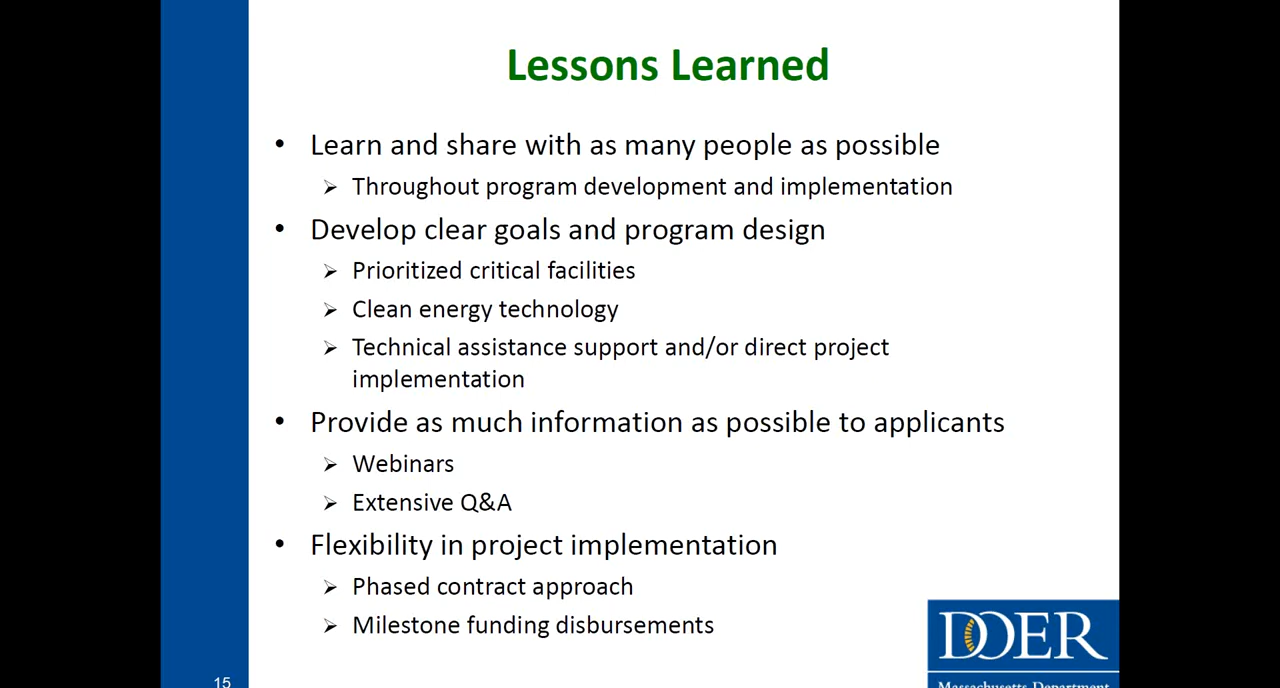 Lessons Learned
• Learn and share with as many people as possible
➢ Throughout program development and implementation
• Develop clear goals and program design
➢ Prioritized critical facilities
➢ Clean energy technology
➢ Technical assistance support and/or direct project
implementation
• Provide as much information as possible to applicants
➢ Webinars
➢ Extensive Q&A
• Flexibility in project implementation
➢ Phased contract approach
➢ Milestone funding disbursements
DOER
Massachusetts Department
15